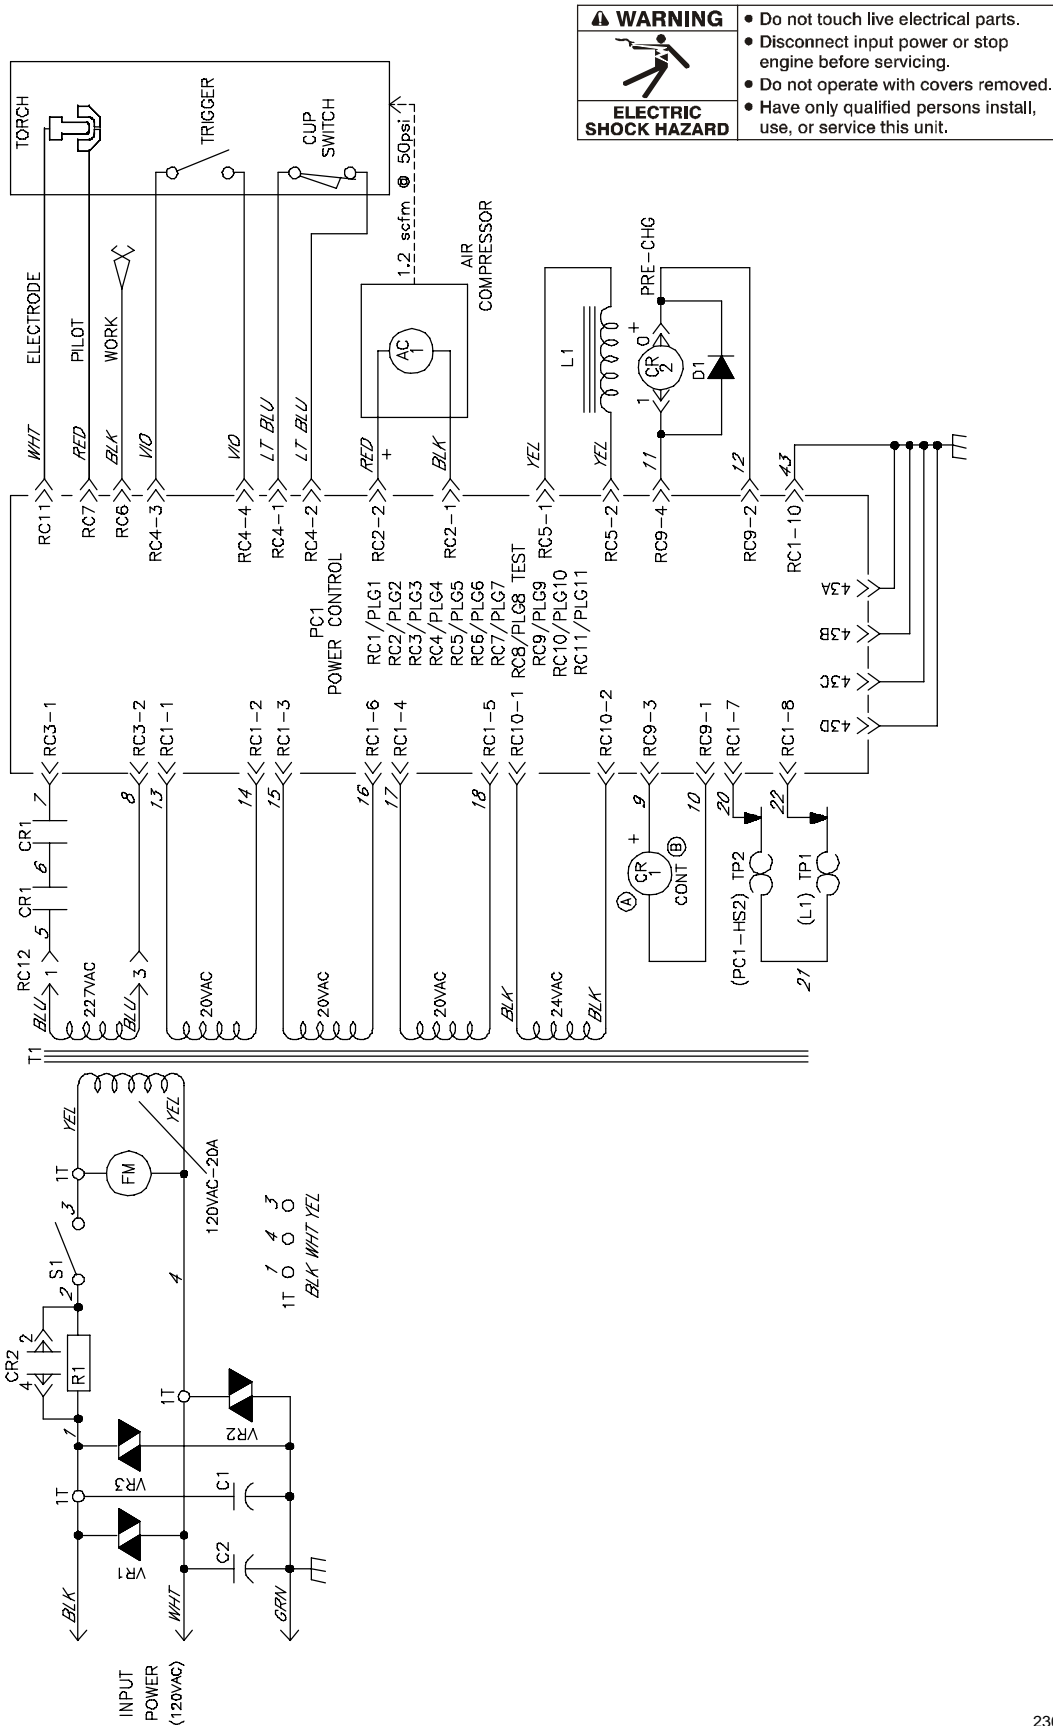 WARNING
ELECTRIC
SHOCK HAZARD
● Do not touch live electrical parts.
● Disconnect input power or stop
engine before servicing.
● Do not operate with covers removed.
● Have only qualified persons install,
use, or service this unit.
TORCH
TRIGGER
CUP
SWITCH
1.2 scfm @ 50psi
ELECTRODE
PILOT
WORK
AIR
COMPRESSOR
AC
1
L1
PRE-CHG
1
CR
2
0
+
D1
WHT
RED
BLK
VIO
VIO
LT BLU
LT BLU
RED
+
BLK
YEL
YEL
11
12
43
RC11
RC7
RC6
RC4-3
RC4-4
RC4-1
RC4-2
RC2-2
RC2-1
RC5-1
RC5-2
RC9-4
RC9-2
RC1-10
PC1
POWER CONTROL
RC1/PLG1
RC2/PLG2
RC3/PLG3
RC4/PLG4
RC5/PLG5
RC6/PLG6
RC7/PLG7
RC8/PLG8 TEST
RC9/PLG9
RC10/PLG10
RC11/PLG11
43A
43B
43C
43D
RC3-1
RC3-2
RC1-1
RC1-2
RC1-3
RC1-6
RC1-4
RC1-5
RC10-1
RC10-2
RC9-3
RC9-1
RC1-7
RC1-8
7
8
13
14
15
16
17
18
9
10
20
22
CR1
6
CR1
5
RC12
1
3
BLU
BLU
227VAC
20VAC
20VAC
20VAC
BLK
24VAC
BLK
A
CR
1
+
CONT
B
(PC1-HS2) TP2
(L1) TP1
21
T1
YEL
YEL
1T
FM
120VAC-20A
3
S1
2
4
1T 1 4 3
BLK WHT YEL
CR2
4
2
R1
1
1T
VR2
VR3
1T
C1
VR1
C2
BLK
WHT
GRN
INPUT
POWER
(120VAC)